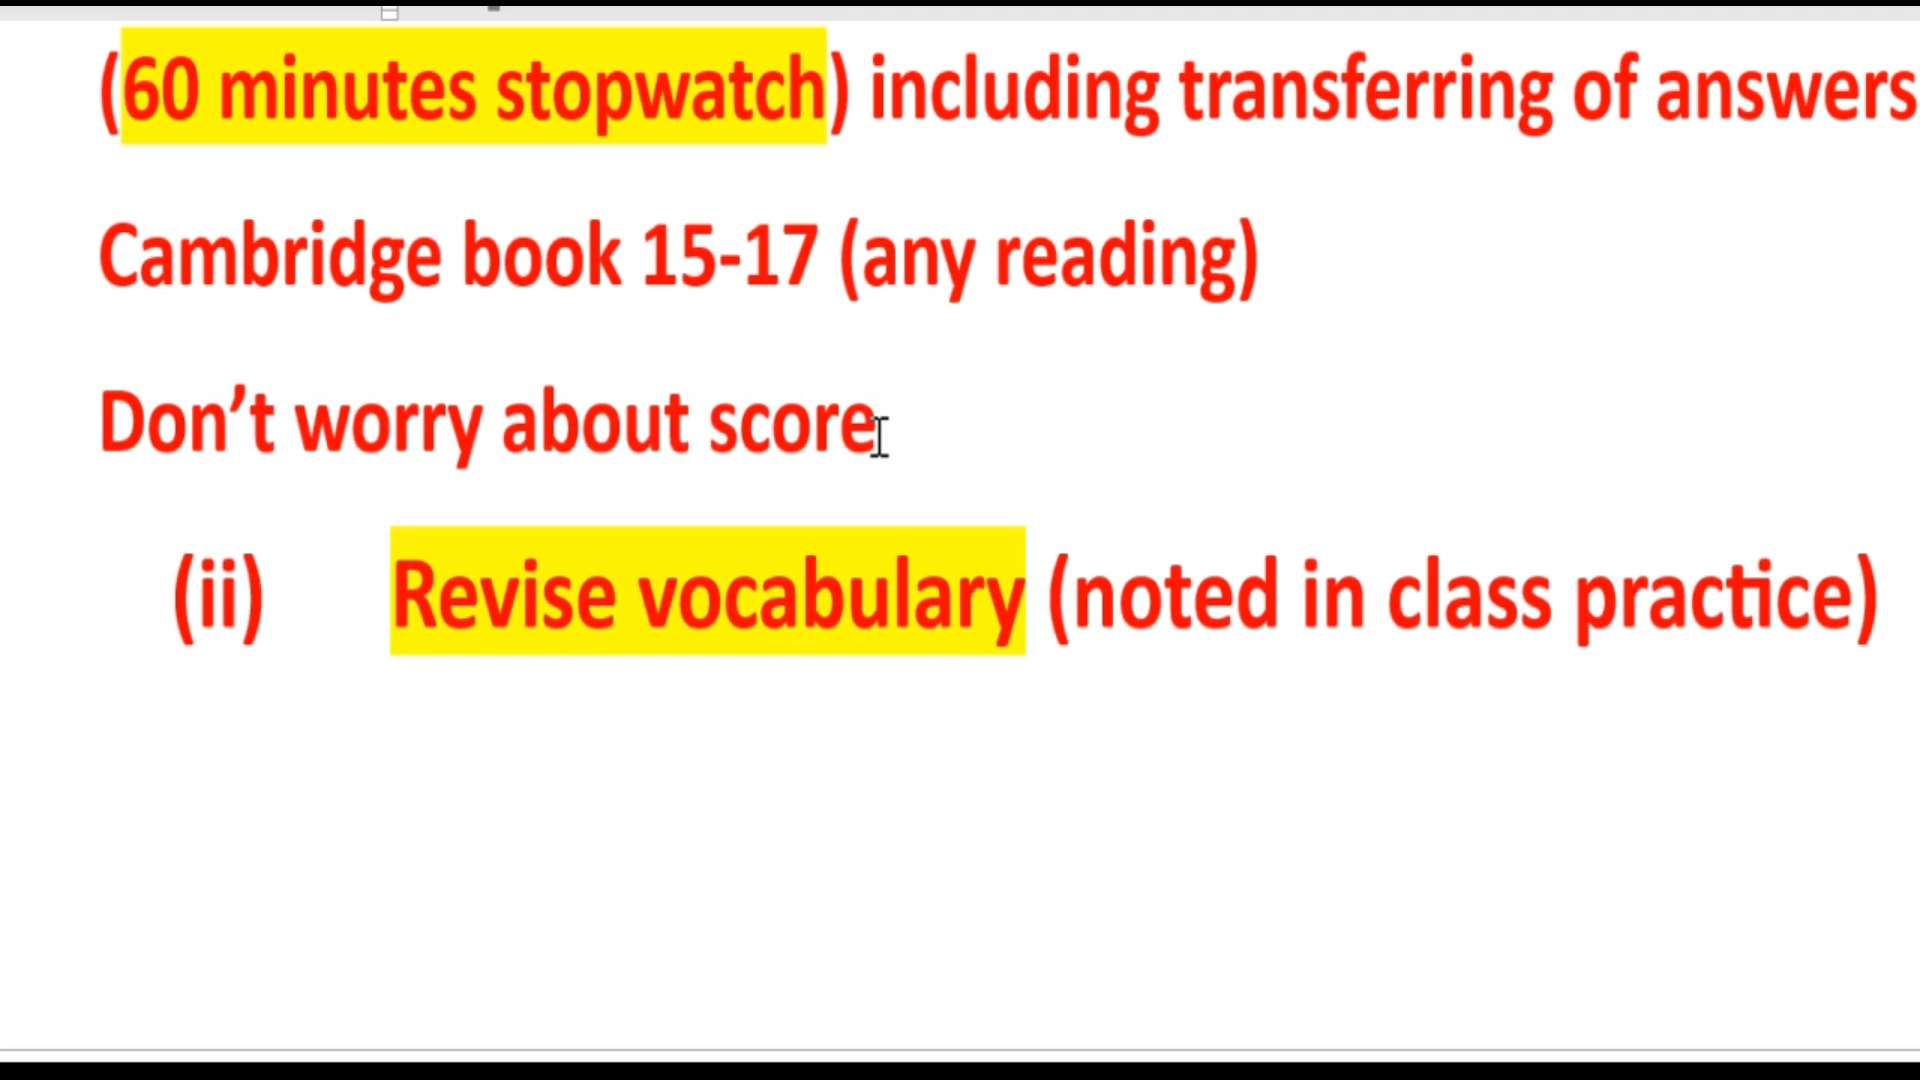 (60 minutes stopwatch) including transferring of answers
Cambridge book 15-17 (any reading)
Don’t worry about score
(ii) Revise vocabulary (noted in class practice)